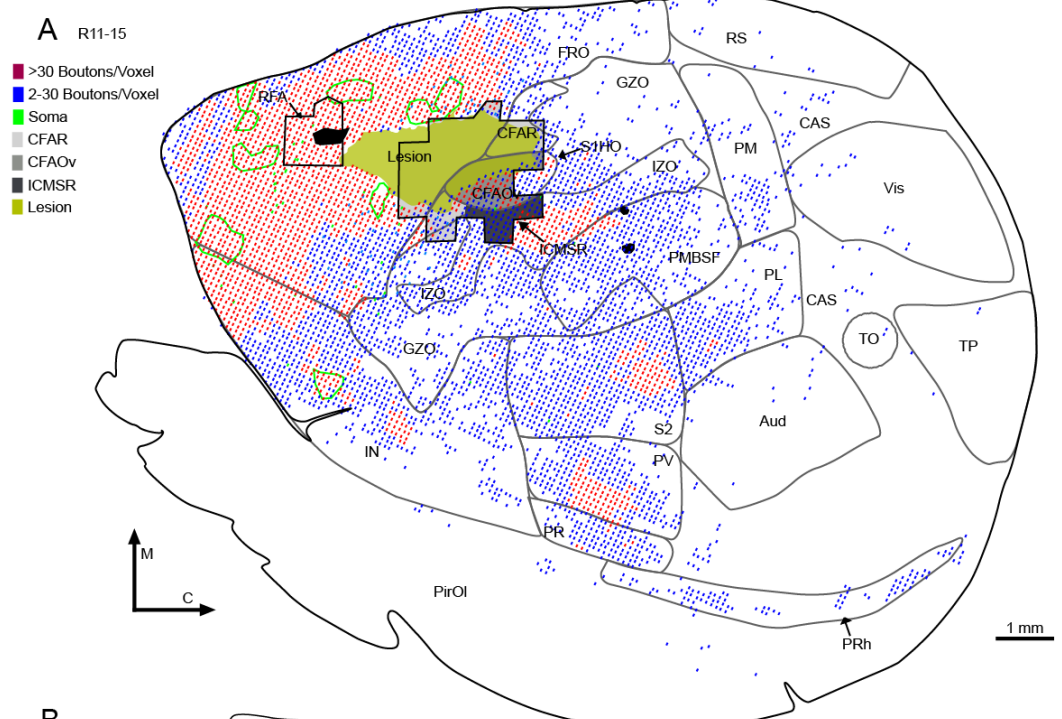 A R11-15
>30 Boutons/Voxel
2-30 Boutons/Voxel
Soma
CFAR
CFAOv
ICMSR
Lesion
RS
FRO
GZO
RFA
CAS
CFAR
S1HO
PM
Lesion
IZO
Vis
CFAO
ICMSR
PMBSF
PL
IZO
CAS
TO
TP
GZO
Aud
S2
IN
PV
PR
M
PirOl
C
1 mm
PRh
B